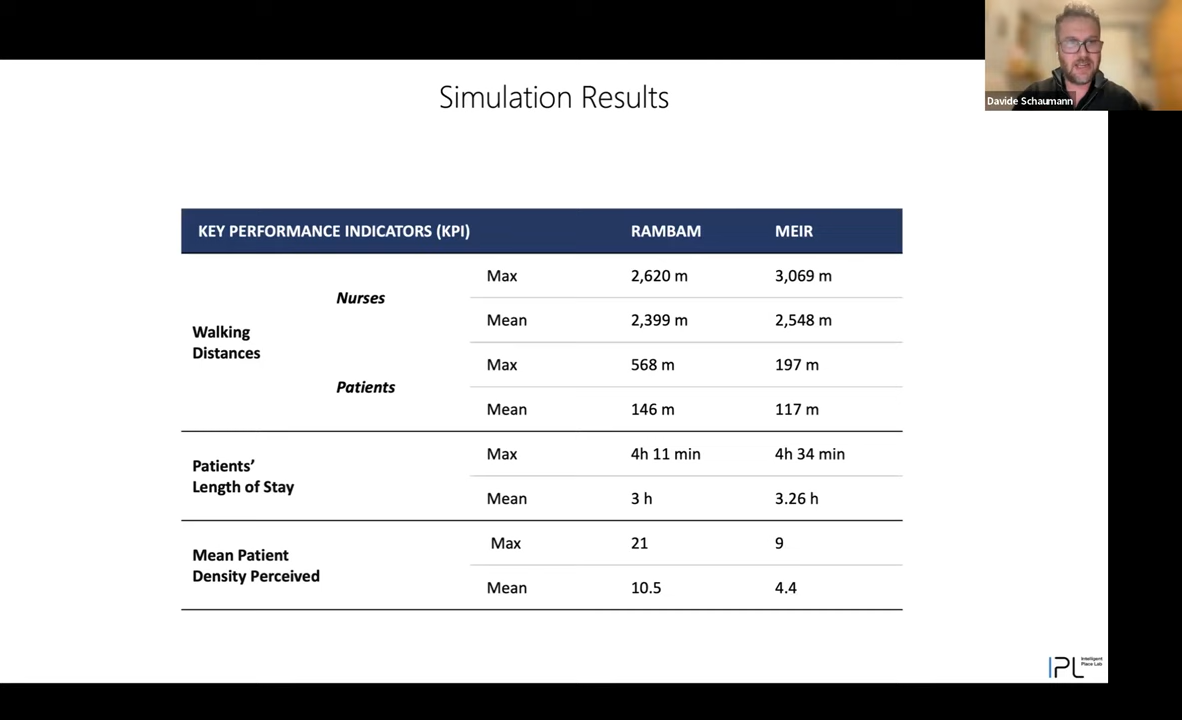 Simulation Results
Davide Schaumann
KEY PERFORMANCE INDICATORS (KPI) RAMBAM MEIR
Walking
Distances
Nurses
Max 2,620 m 3,069 m
Mean 2,399 m 2,548 m
Patients
Max 568 m 197 m
Mean 146 m 117 m
Patients’
Length of Stay
Max 4h 11 min 4h 34 min
Mean 3 h 3.26 h
Mean Patient
Density Perceived
Max 21 9
Mean 10.5 4.4
IPL
Intelligent
Place Lab